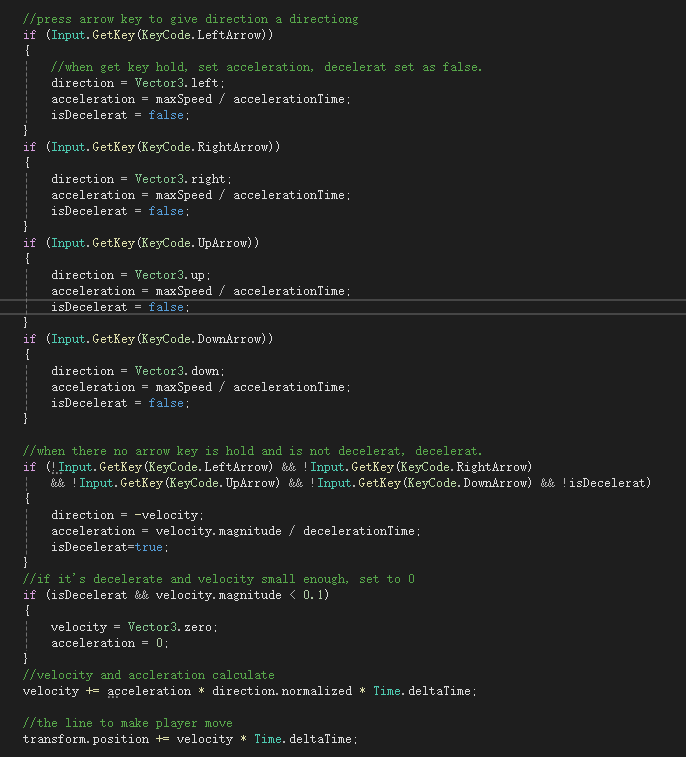 //press arrow key to give direction a directiong
if (Input.GetKey(KeyCode.LeftArrow))
{
//when get key hold, set acceleration, decelerat set as false.
direction = Vector3.left;
acceleration = maxSpeed / accelerationTime;
isDecelerat = false;
}
if (Input.GetKey(KeyCode.RightArrow))
{
direction = Vector3.right;
acceleration = maxSpeed / accelerationTime;
isDecelerat = false;
}
if (Input.GetKey(KeyCode.UpArrow))
{
direction = Vector3.up;
acceleration = maxSpeed / accelerationTime;
isDecelerat = false;
}
if (Input.GetKey(KeyCode.DownArrow))
{
direction = Vector3.down;
acceleration = maxSpeed / accelerationTime;
isDecelerat = false;
}
//when there no arrow key is hold and is not decelerat, decelerat.
if (!Input.GetKey(KeyCode.LeftArrow) && !Input.GetKey(KeyCode.RightArrow)
&& !Input.GetKey(KeyCode.UpArrow) && !Input.GetKey(KeyCode.DownArrow) && !isDecelerat)
{
direction = -velocity;
acceleration = velocity.magnitude / decelerationTime;
isDecelerat=true;
}
//if it's decelerate and velocity small enough, set to 0
if (isDecelerat && velocity.magnitude < 0.1)
{
velocity = Vector3.zero;
acceleration = 0;
}
//velocity and accleration calculate
velocity += acceleration * direction.normalized * Time.deltaTime;
//the line to make player move
transform.position += velocity * Time.deltaTime;